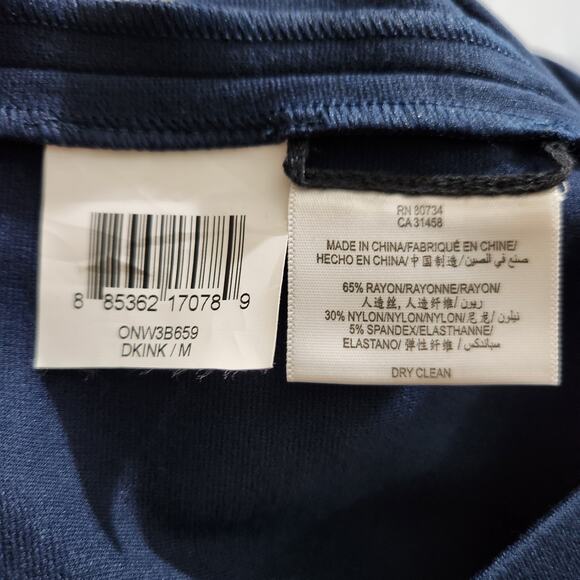 8 85362 17078 9
ONW3B659
DKINK / M
RN 80734
CA 31458
MADE IN CHINA/FABRIQUÉ EN CHINE/
HECHO EN CHINA/中国制造/صنع في الصين
65% RAYON/RAYONNE/RAYON/
人造丝, 人造纤维/ريون
30% NYLON/NYLON/NYLON/尼龙/نيلون
5% SPANDEX/ELASTHANNE/
ELASTANO/弹性纤维/سباندكس
DRY CLEAN